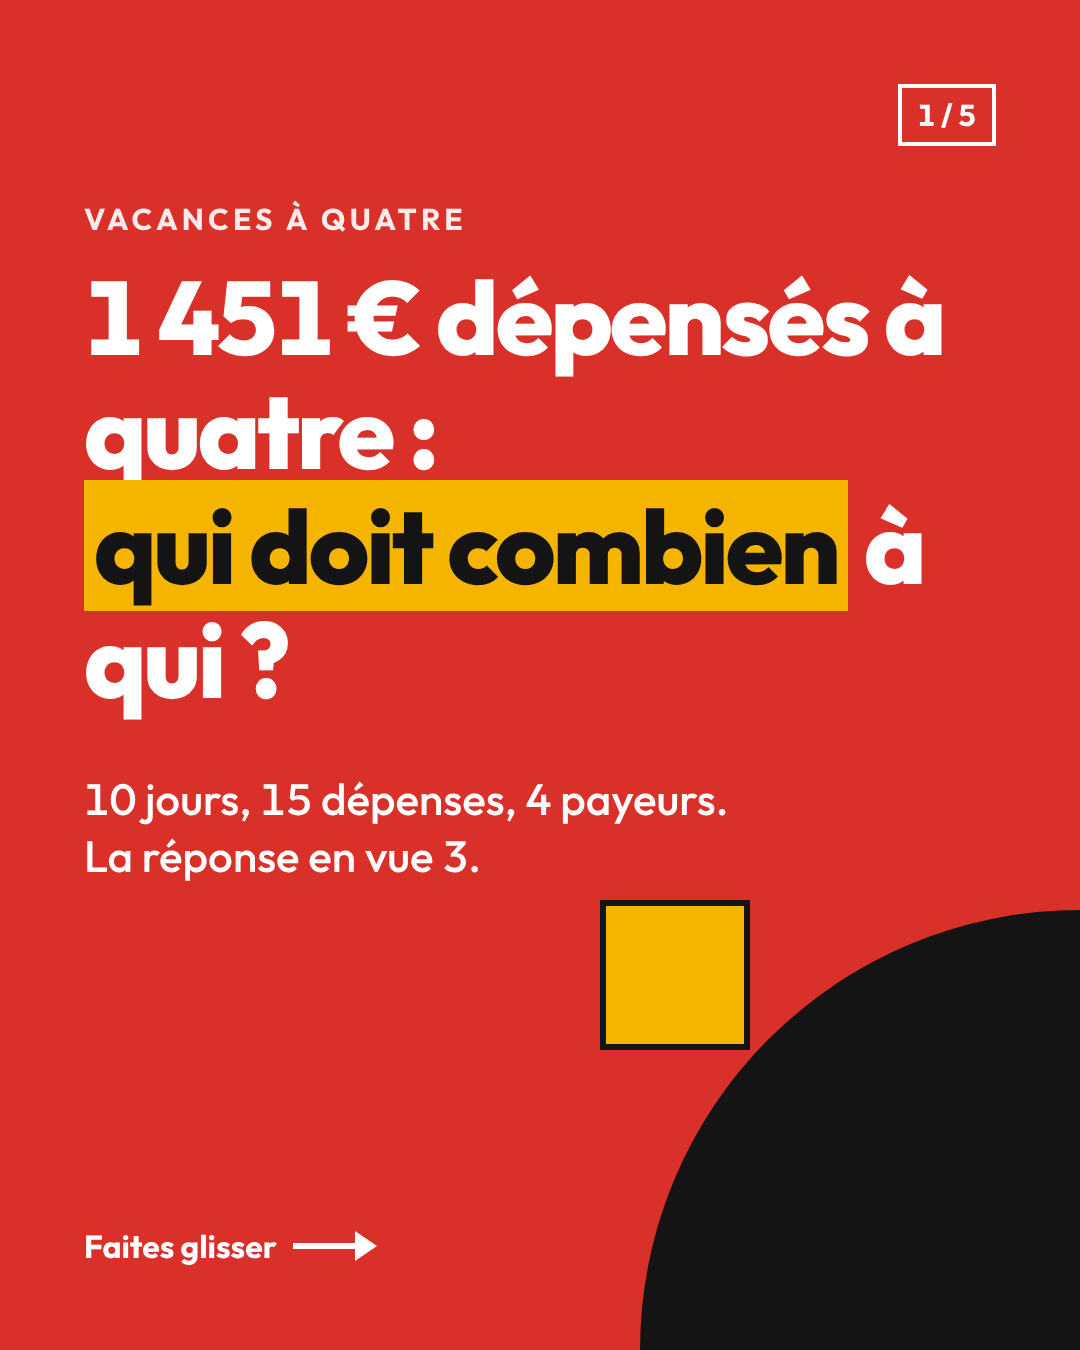 1 / 5
VACANCES À QUATRE
1 451 € dépensés à
quatre :
qui doit combien à
qui ?
10 jours, 15 dépenses, 4 payeurs.
La réponse en vue 3.
Faites glisser